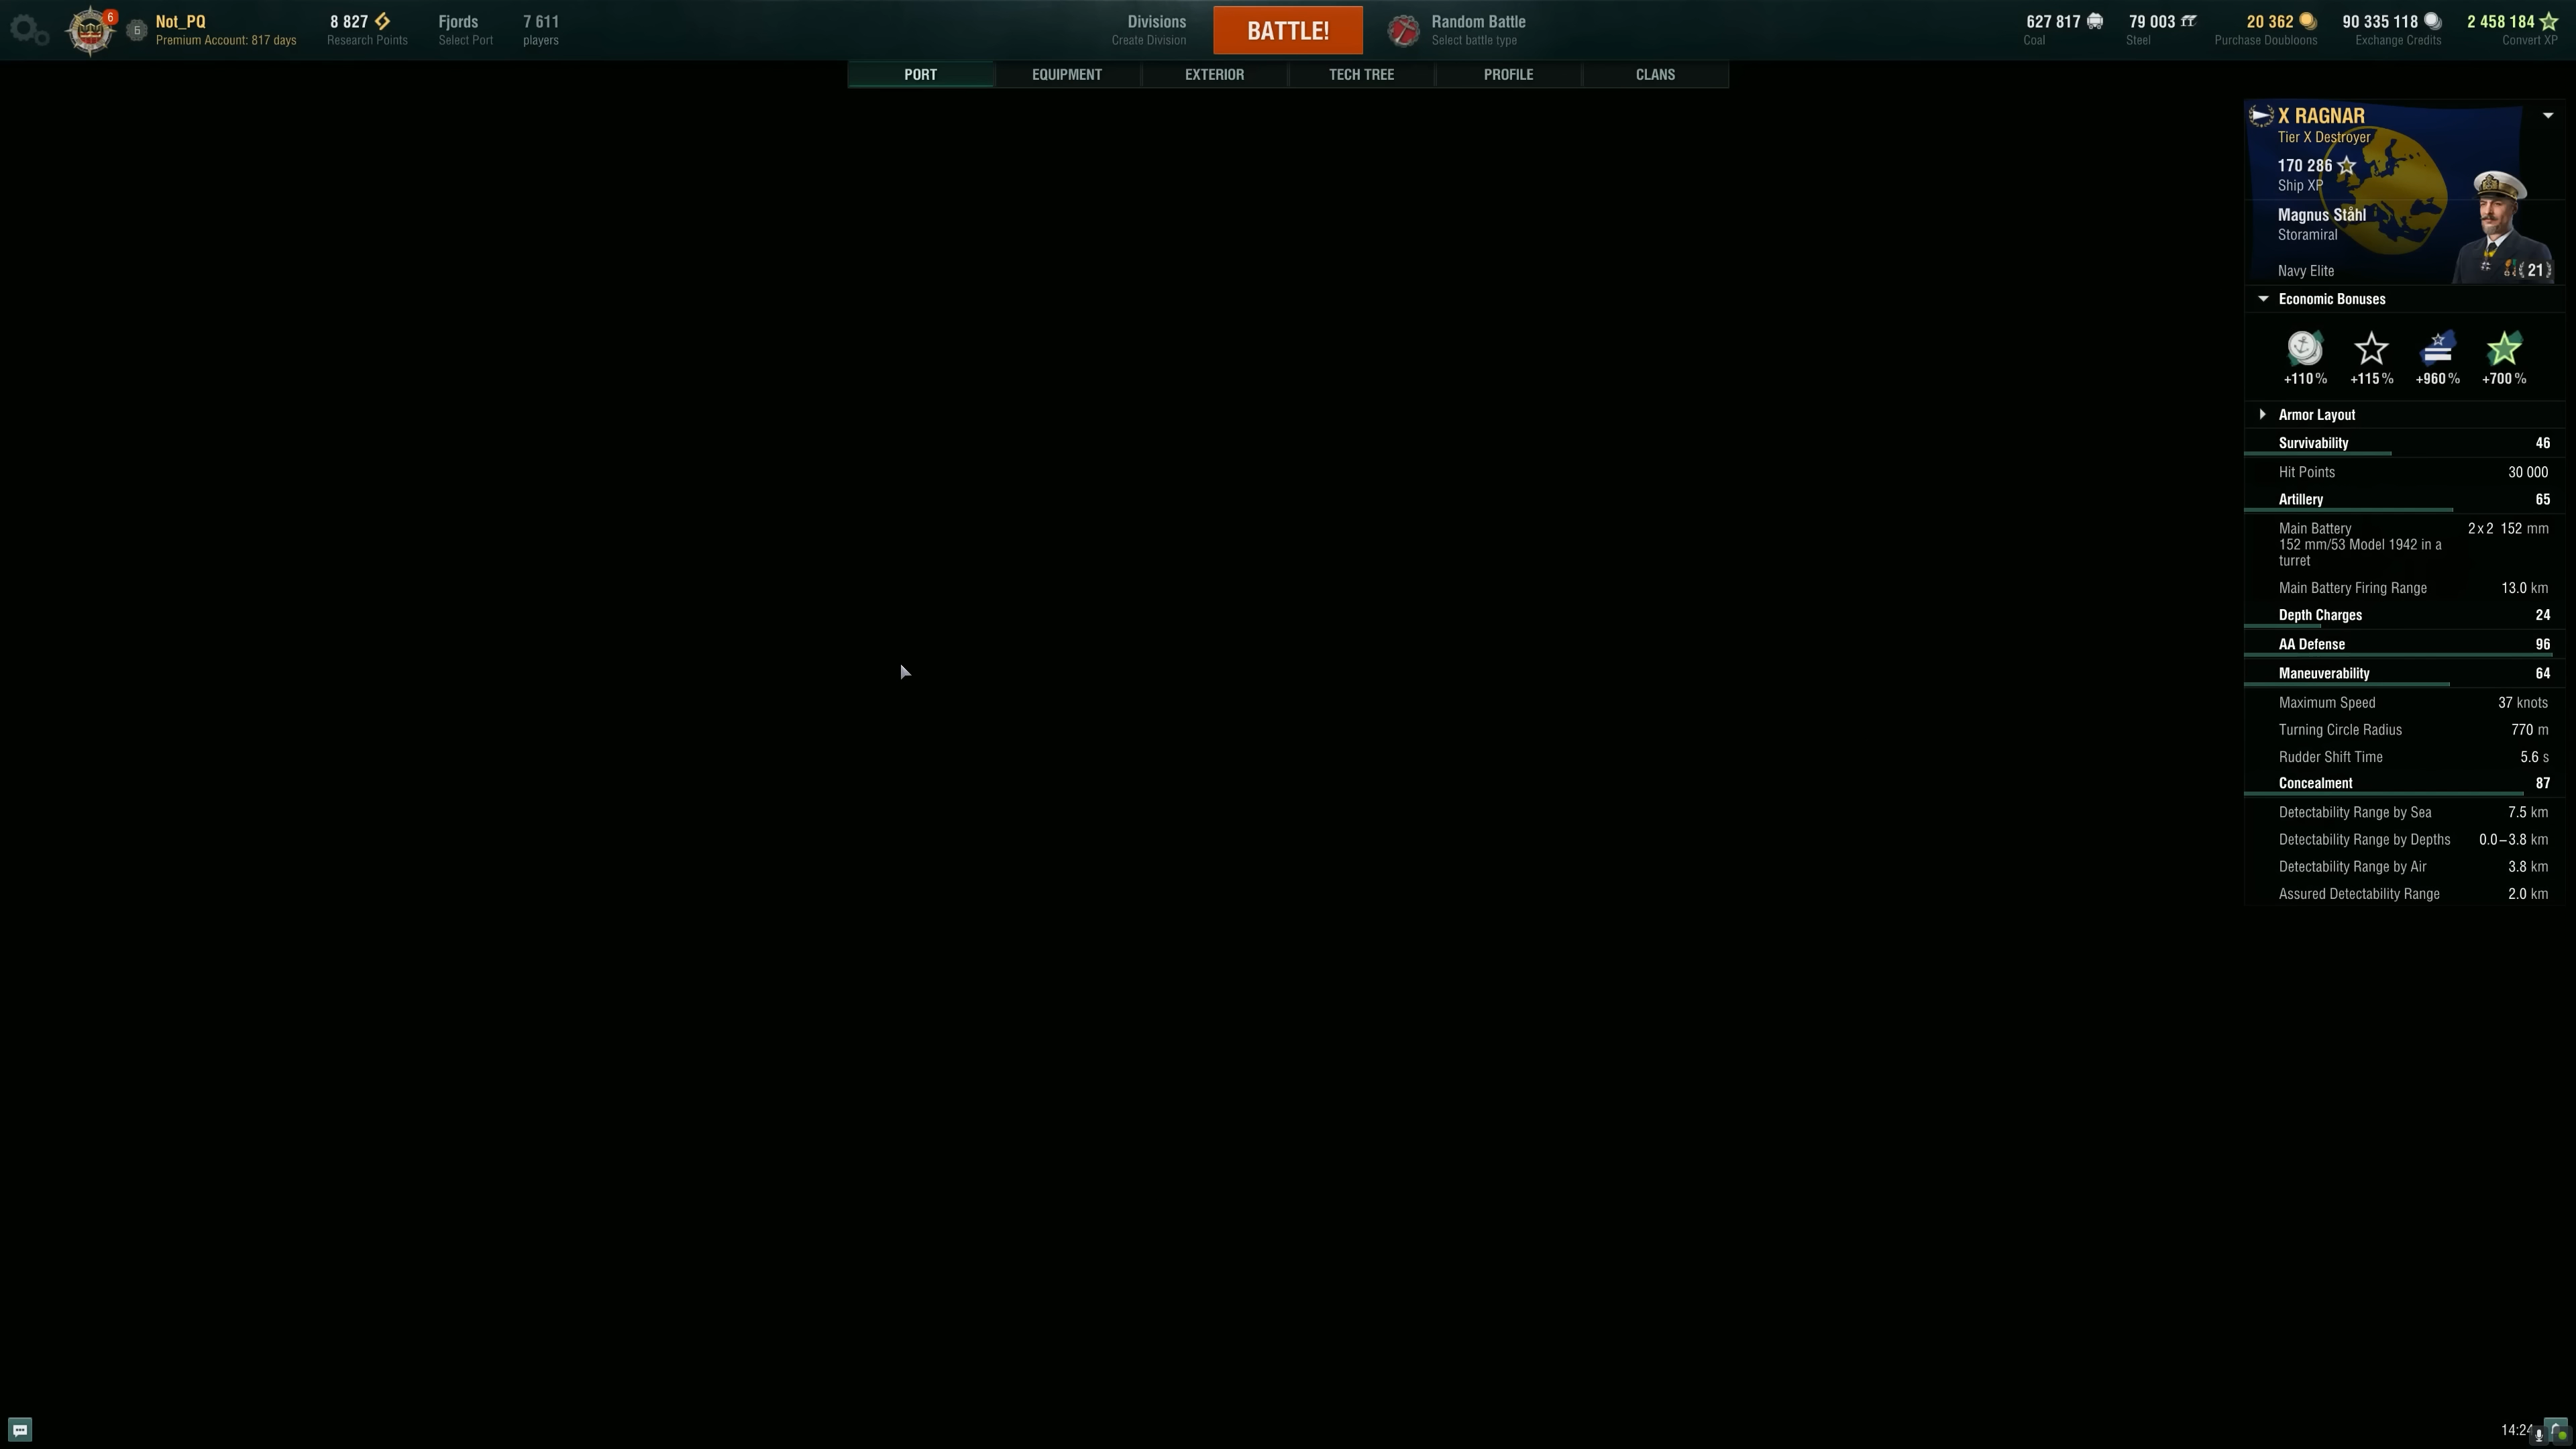 6
6
Not_PQ
Premium Account: 817 days
8 827
Research Points
Fjords
Select Port
7 611
players
Divisions
Create Division
BATTLE!
Random Battle
Select battle type
627 817
Coal
79 003
Steel
20 362
Purchase Doubloons
90 335 118
Exchange Credits
2 458 184
Convert XP
PORT
EQUIPMENT
EXTERIOR
TECH TREE
PROFILE
CLANS
X RAGNAR
Tier X Destroyer
170 286
Ship XP
Magnus Ståhl
Storamiral
Navy Elite
21
Economic Bonuses
+110 % +115 % +960 % +700 %
Armor Layout
Survivability 46
Hit Points 30 000
Artillery 65
Main Battery 2 x 2 152 mm
152 mm/53 Model 1942 in a
turret
Main Battery Firing Range 13.0 km
Depth Charges 24
AA Defense 96
Maneuverability 64
Maximum Speed 37 knots
Turning Circle Radius 770 m
Rudder Shift Time 5.6 s
Concealment 87
Detectability Range by Sea 7.5 km
Detectability Range by Depths 0.0–3.8 km
Detectability Range by Air 3.8 km
Assured Detectability Range 2.0 km
14:24